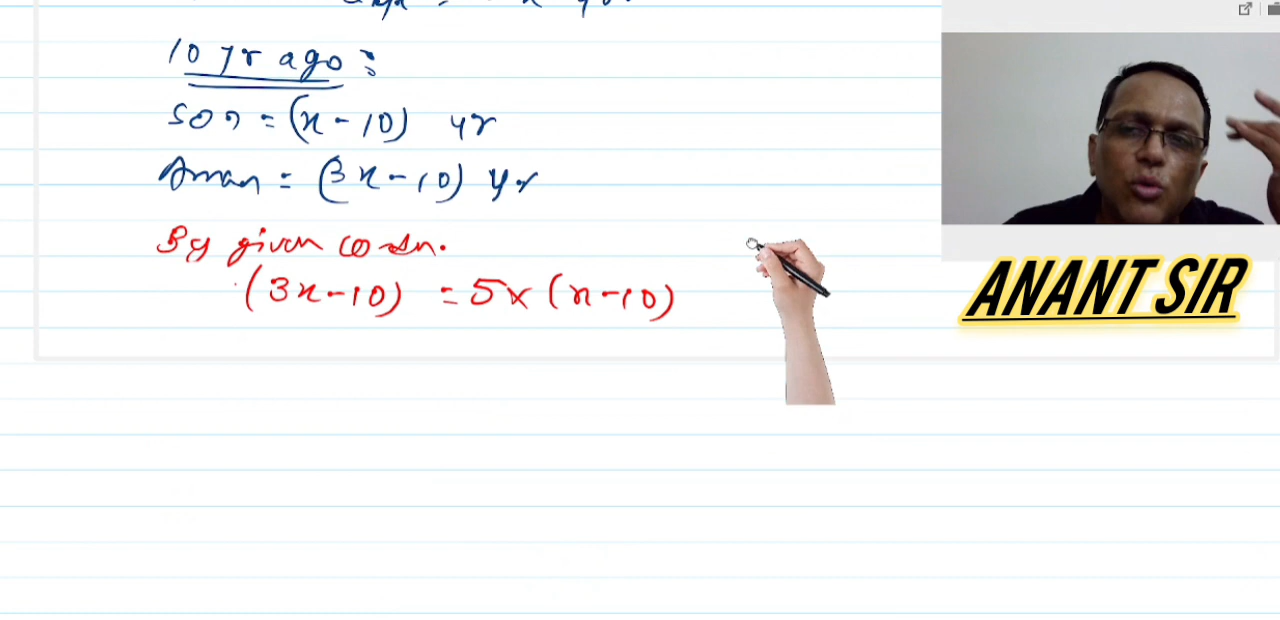 10 yr ago :
son = (x - 10) yr
Aman = (3x - 10) yr
By given condn.
(3x - 10) = 5 x (x - 10)
ANANT SIR